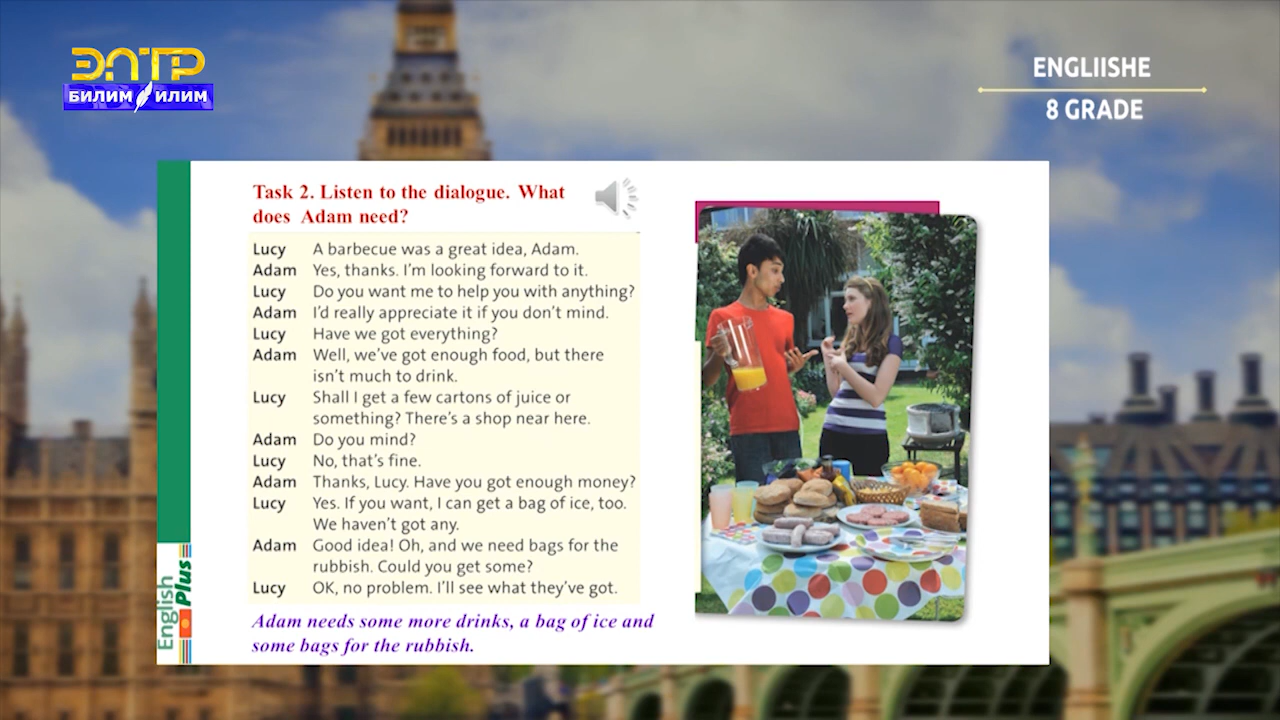 ЭЛТР
БИЛИМ ИЛИМ
ENGLIISHE
8 GRADE
Task 2. Listen to the dialogue. What
does Adam need?
Lucy A barbecue was a great idea, Adam.
Adam Yes, thanks. I'm looking forward to it.
Lucy Do you want me to help you with anything?
Adam I'd really appreciate it if you don't mind.
Lucy Have we got everything?
Adam Well, we've got enough food, but there
isn't much to drink.
Lucy Shall I get a few cartons of juice or
something? There's a shop near here.
Adam Do you mind?
Lucy No, that's fine.
Adam Thanks, Lucy. Have you got enough money?
Lucy Yes. If you want, I can get a bag of ice, too.
We haven't got any.
Adam Good idea! Oh, and we need bags for the
rubbish. Could you get some?
Lucy OK, no problem. I'll see what they've got.
Adam needs some more drinks, a bag of ice and
some bags for the rubbish.
English
Plus